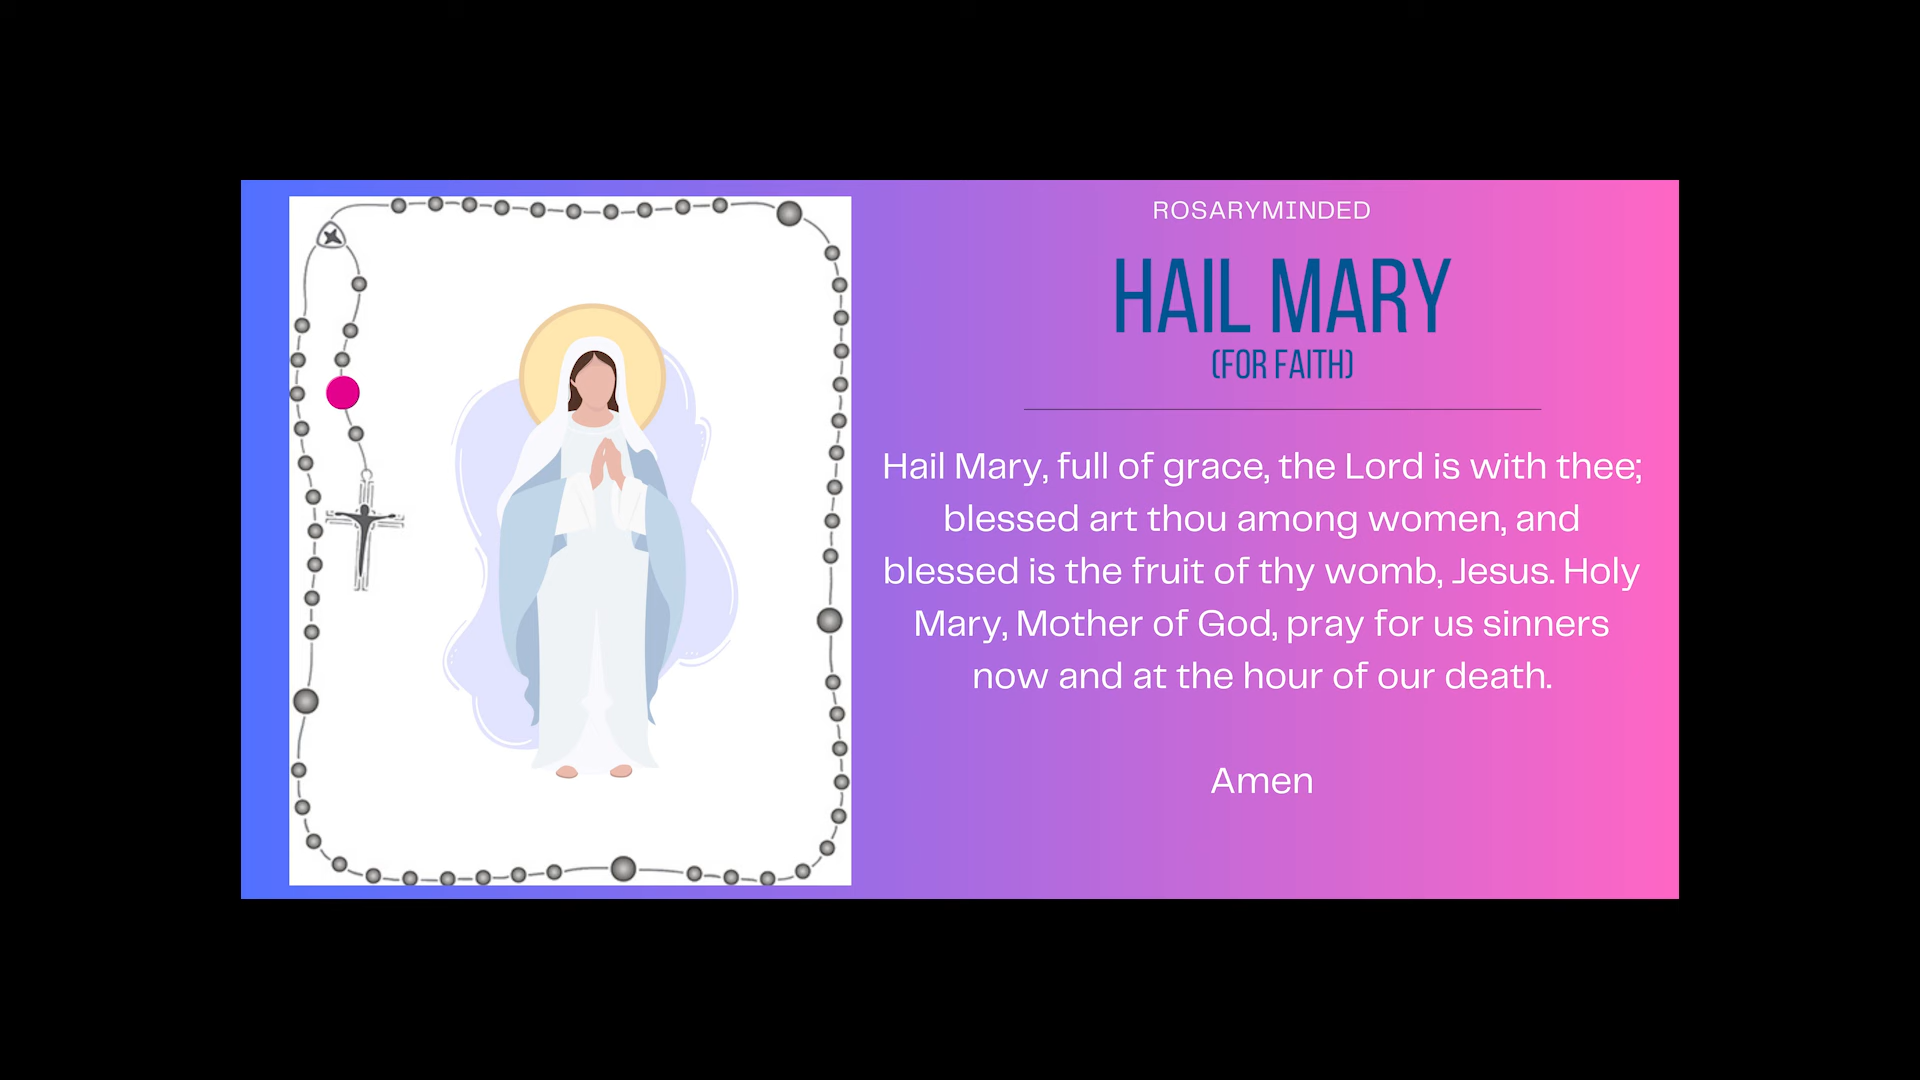 ROSARYMINDED
HAIL MARY
(FOR FAITH)
Hail Mary, full of grace, the Lord is with thee;
blessed art thou among women, and
blessed is the fruit of thy womb, Jesus. Holy
Mary, Mother of God, pray for us sinners
now and at the hour of our death.
Amen